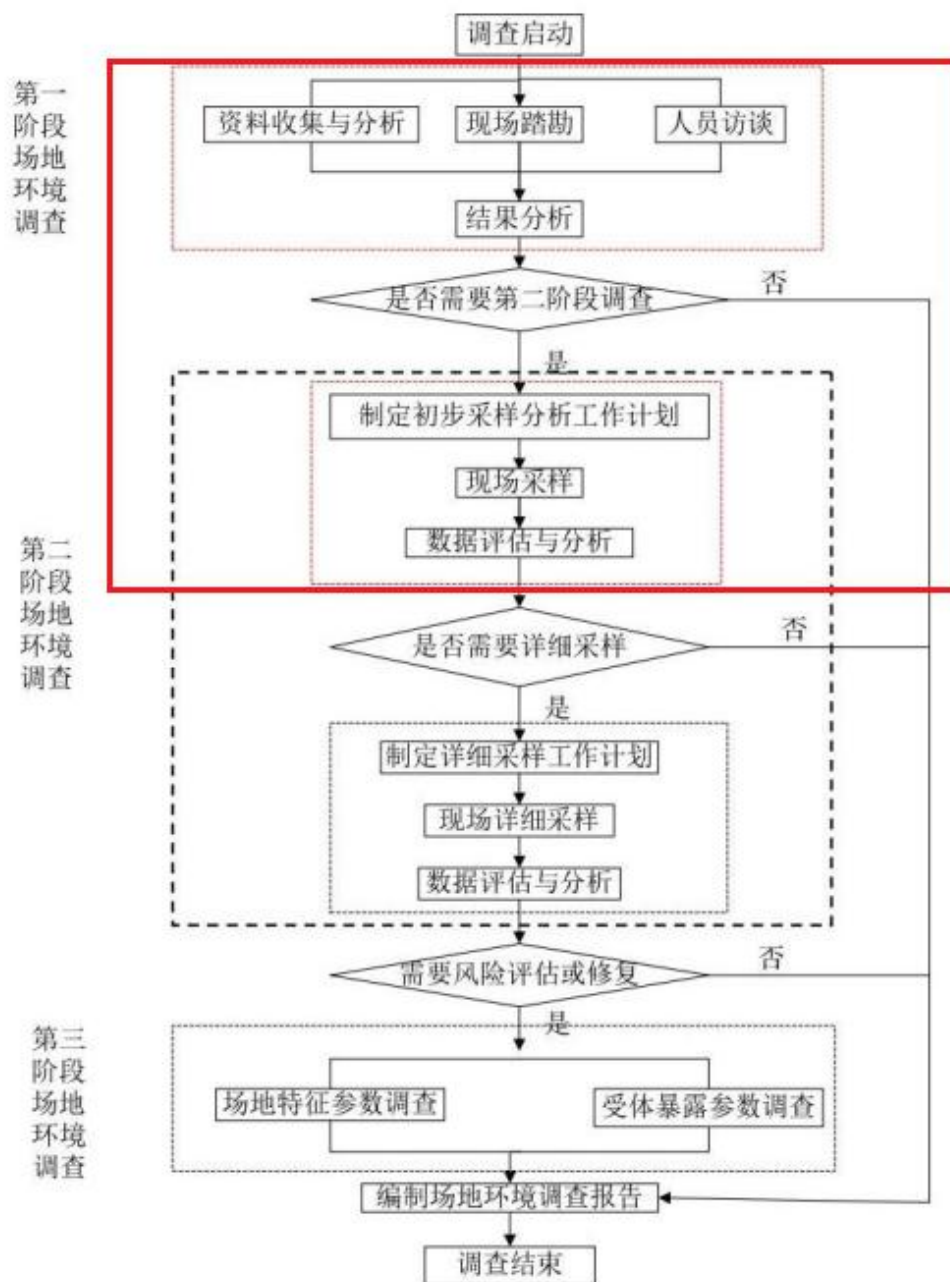 调查启动
第一
阶段
场地
环境
调查
资料收集与分析
现场踏勘
人员访谈
结果分析
是否需要第二阶段调查
否
是
第二
阶段
场地
环境
调查
制定初步采样分析工作计划
现场采样
数据评估与分析
是否需要详细采样
否
是
制定详细采样工作计划
现场详细采样
数据评估与分析
需要风险评估或修复
否
是
第三
阶段
场地
环境
调查
场地特征参数调查
受体暴露参数调查
编制场地环境调查报告
调查结束